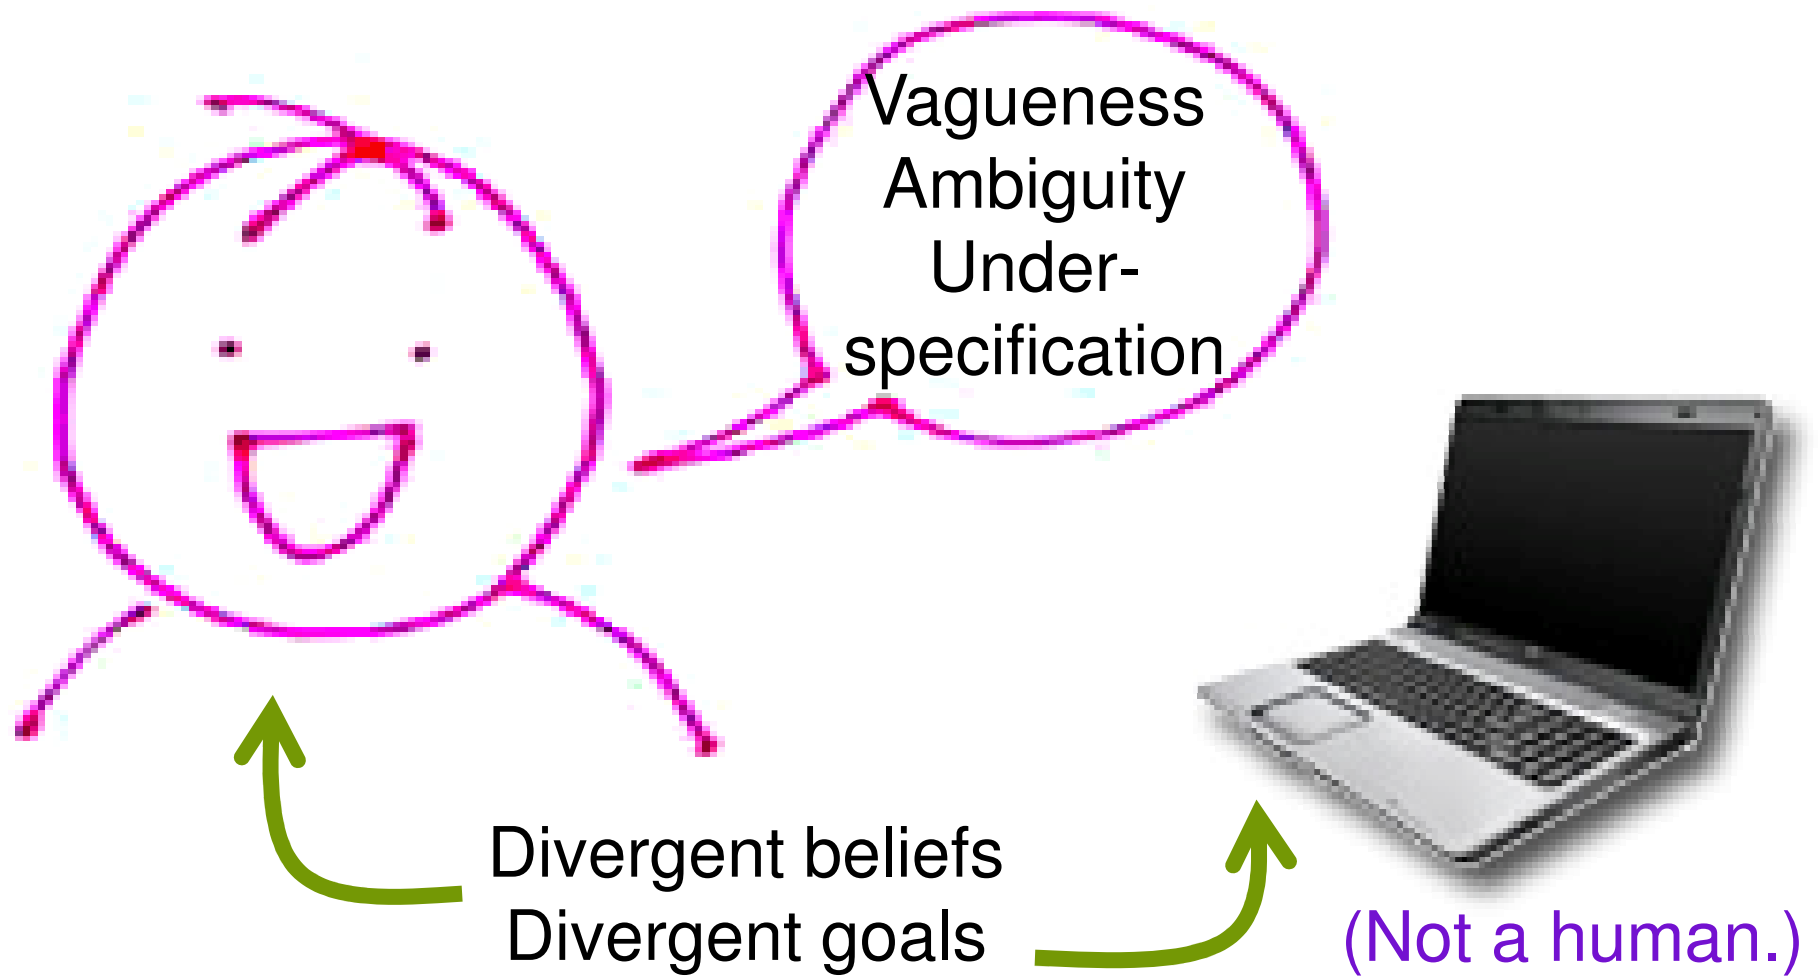 Vagueness
Ambiguity
Under-
specification
Divergent beliefs
Divergent goals
(Not a human.)